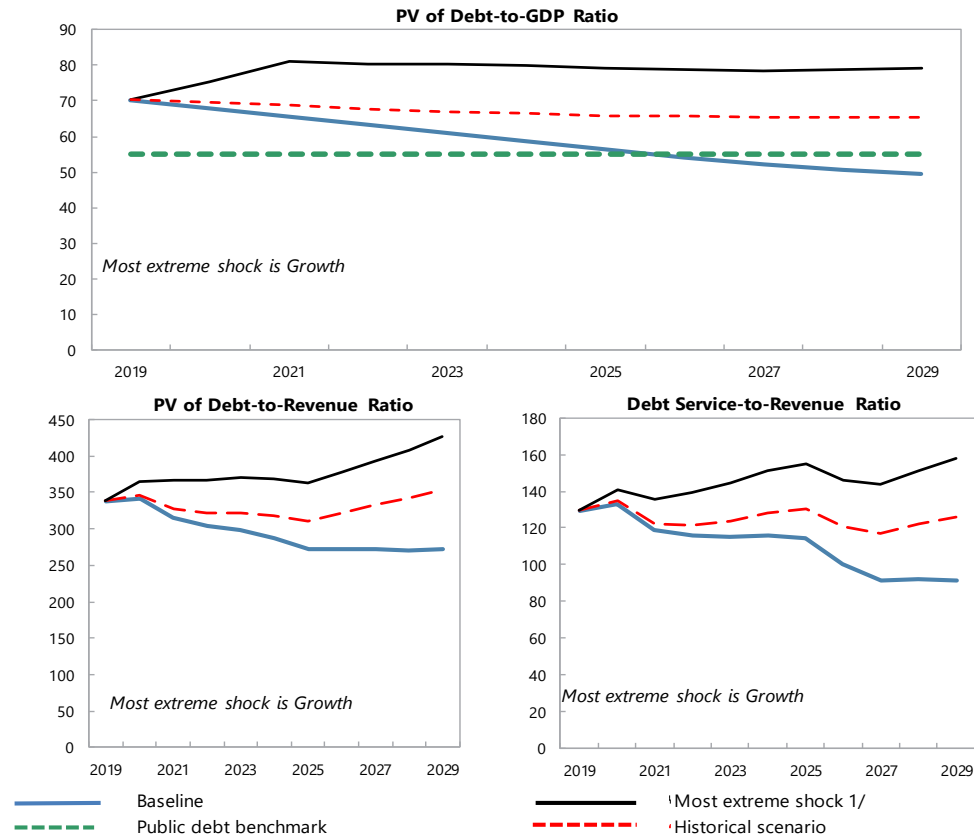 PV of Debt-to-GDP Ratio
90
80
70
60
50
40
30
20
10
0
Most extreme shock is Growth
2019 2021 2023 2025 2027 2029
PV of Debt-to-Revenue Ratio
450
400
350
300
250
200
150
100
50
0
Most extreme shock is Growth
2019 2021 2023 2025 2027 2029
Debt Service-to-Revenue Ratio
180
160
140
120
100
80
60
40
20
0
Most extreme shock is Growth
2019 2021 2023 2025 2027 2029
Baseline
Most extreme shock 1/
Public debt benchmark
Historical scenario